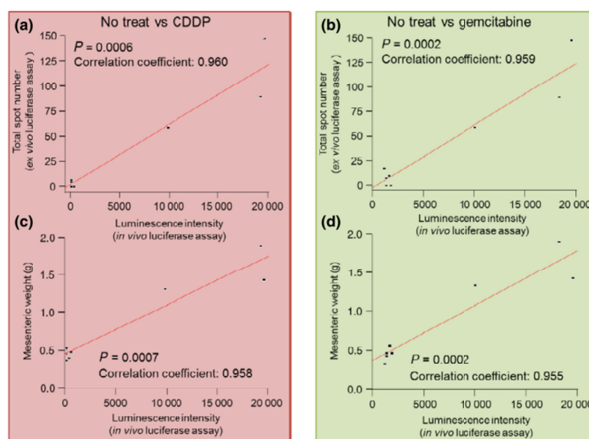 (a)
No treat vs CDDP
P = 0.0006
Correlation coefficient: 0.960
Total spot number
(ex vivo luciferase assay )
150
125
100
75
50
25
0
0 5000 10 000 15 000 20 000
Luminescence intensity
(in vivo luciferase assay)
(b)
No treat vs gemcitabine
P = 0.0002
Correlation coefficient: 0.959
Total spot number
(ex vivo luciferase assay )
150
125
100
75
50
25
0
0 5000 10 000 15 000 20 000
Luminescence intensity
(in vivo luciferase assay)
(c)
Mesenteric weight (g)
2.0
1.5
1.0
0.5
0.0
P = 0.0007
Correlation coefficient: 0.958
0 5000 10 000 15 000 20 000
Luminescence intensity
(in vivo luciferase assay)
(d)
Mesenteric weight (g)
2.0
1.5
1.0
0.5
0.0
P = 0.0002
Correlation coefficient: 0.955
0 5000 10 000 15 000 20 000
Luminescence intensity
(in vivo luciferase assay)